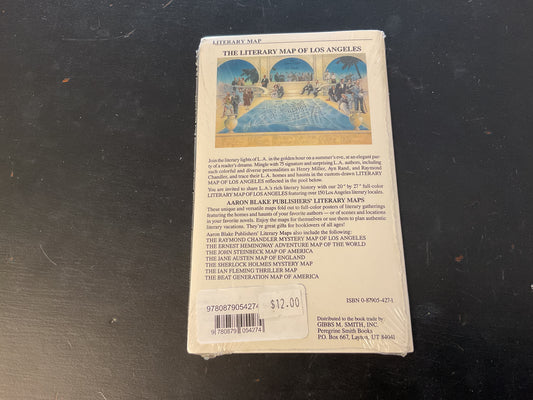 LITERARY MAP
THE LITERARY MAP OF LOS ANGELES
Join the literary lights of L.A. in the golden hour on a summer's eve, at an elegant par-
ty of a reader's dreams. Mingle with 75 signature and surprising L.A. authors, including
such colorful and diverse personalities as Henry Miller, Ayn Rand, and Raymond
Chandler, and trace their L.A. homes and haunts in the custom-drawn LITERARY
MAP OF LOS ANGELES reflected in the pool below.
You are invited to share L.A.'s rich literary history with our 20" by 27" full color
LITERARY MAP OF LOS ANGELES featuring over 150 Los Angeles literary locales.
AARON BLAKE PUBLISHERS' LITERARY MAPS
These unique and versatile maps fold out to full-color posters of literary gatherings
featuring the homes and haunts of your favorite authors — or of scenes and locations
in your favorite novels. Enjoy the maps for themselves or use them to plan authentic
literary vacations. They're great gifts for booklovers of all ages!
Aaron Blake Publishers' Literary Maps also include the following:
THE RAYMOND CHANDLER MYSTERY MAP OF LOS ANGELES
THE ERNEST HEMINGWAY ADVENTURE MAP OF THE WORLD
THE JOHN STEINBECK MAP OF AMERICA
THE JANE AUSTEN MAP OF ENGLAND
THE SHERLOCK HOLMES MYSTERY MAP
THE IAN FLEMING THRILLER MAP
THE BEAT GENERATION MAP OF AMERICA
ISBN 0-87905-427-1
9780879054274
$12.00
9 780879 054274
Distributed to the book trade by:
GIBBS M. SMITH, INC.
Peregrine Smith Books
P.O. Box 667, Layton, UT 84041